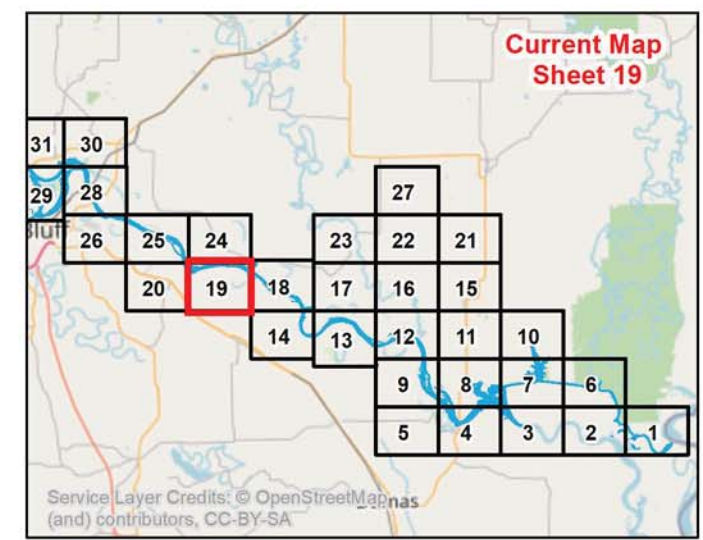 Current Map
Sheet 19
31 30
29 28 27
Bluff 26 25 24 23 22 21
20 19 18 17 16 15
14 13 12 11 10
9 8 7 6
5 4 3 2 1
Service Layer Credits: © OpenStreetMap
(and) contributors, CC-BY-SA